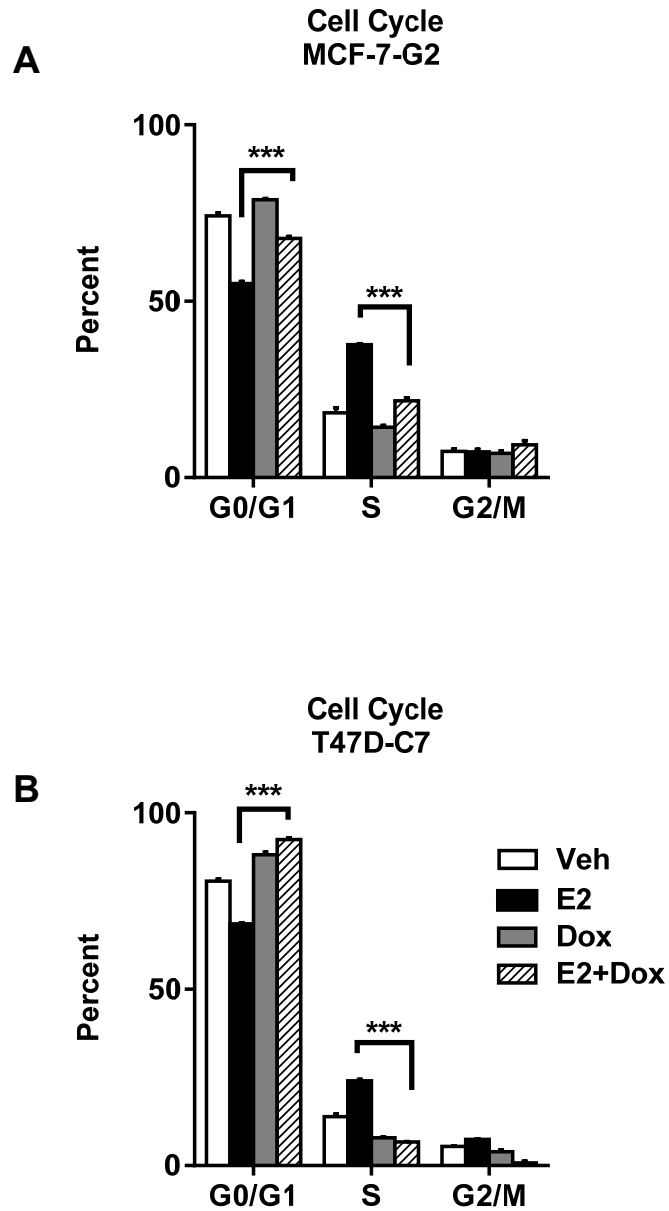 Cell Cycle
MCF-7-G2
A
100
***
Percent
50
***
0
G0/G1 S G2/M
Cell Cycle
T47D-C7
B
***
100
Veh
E2
Dox
E2+Dox
Percent
50
***
0
G0/G1 S G2/M